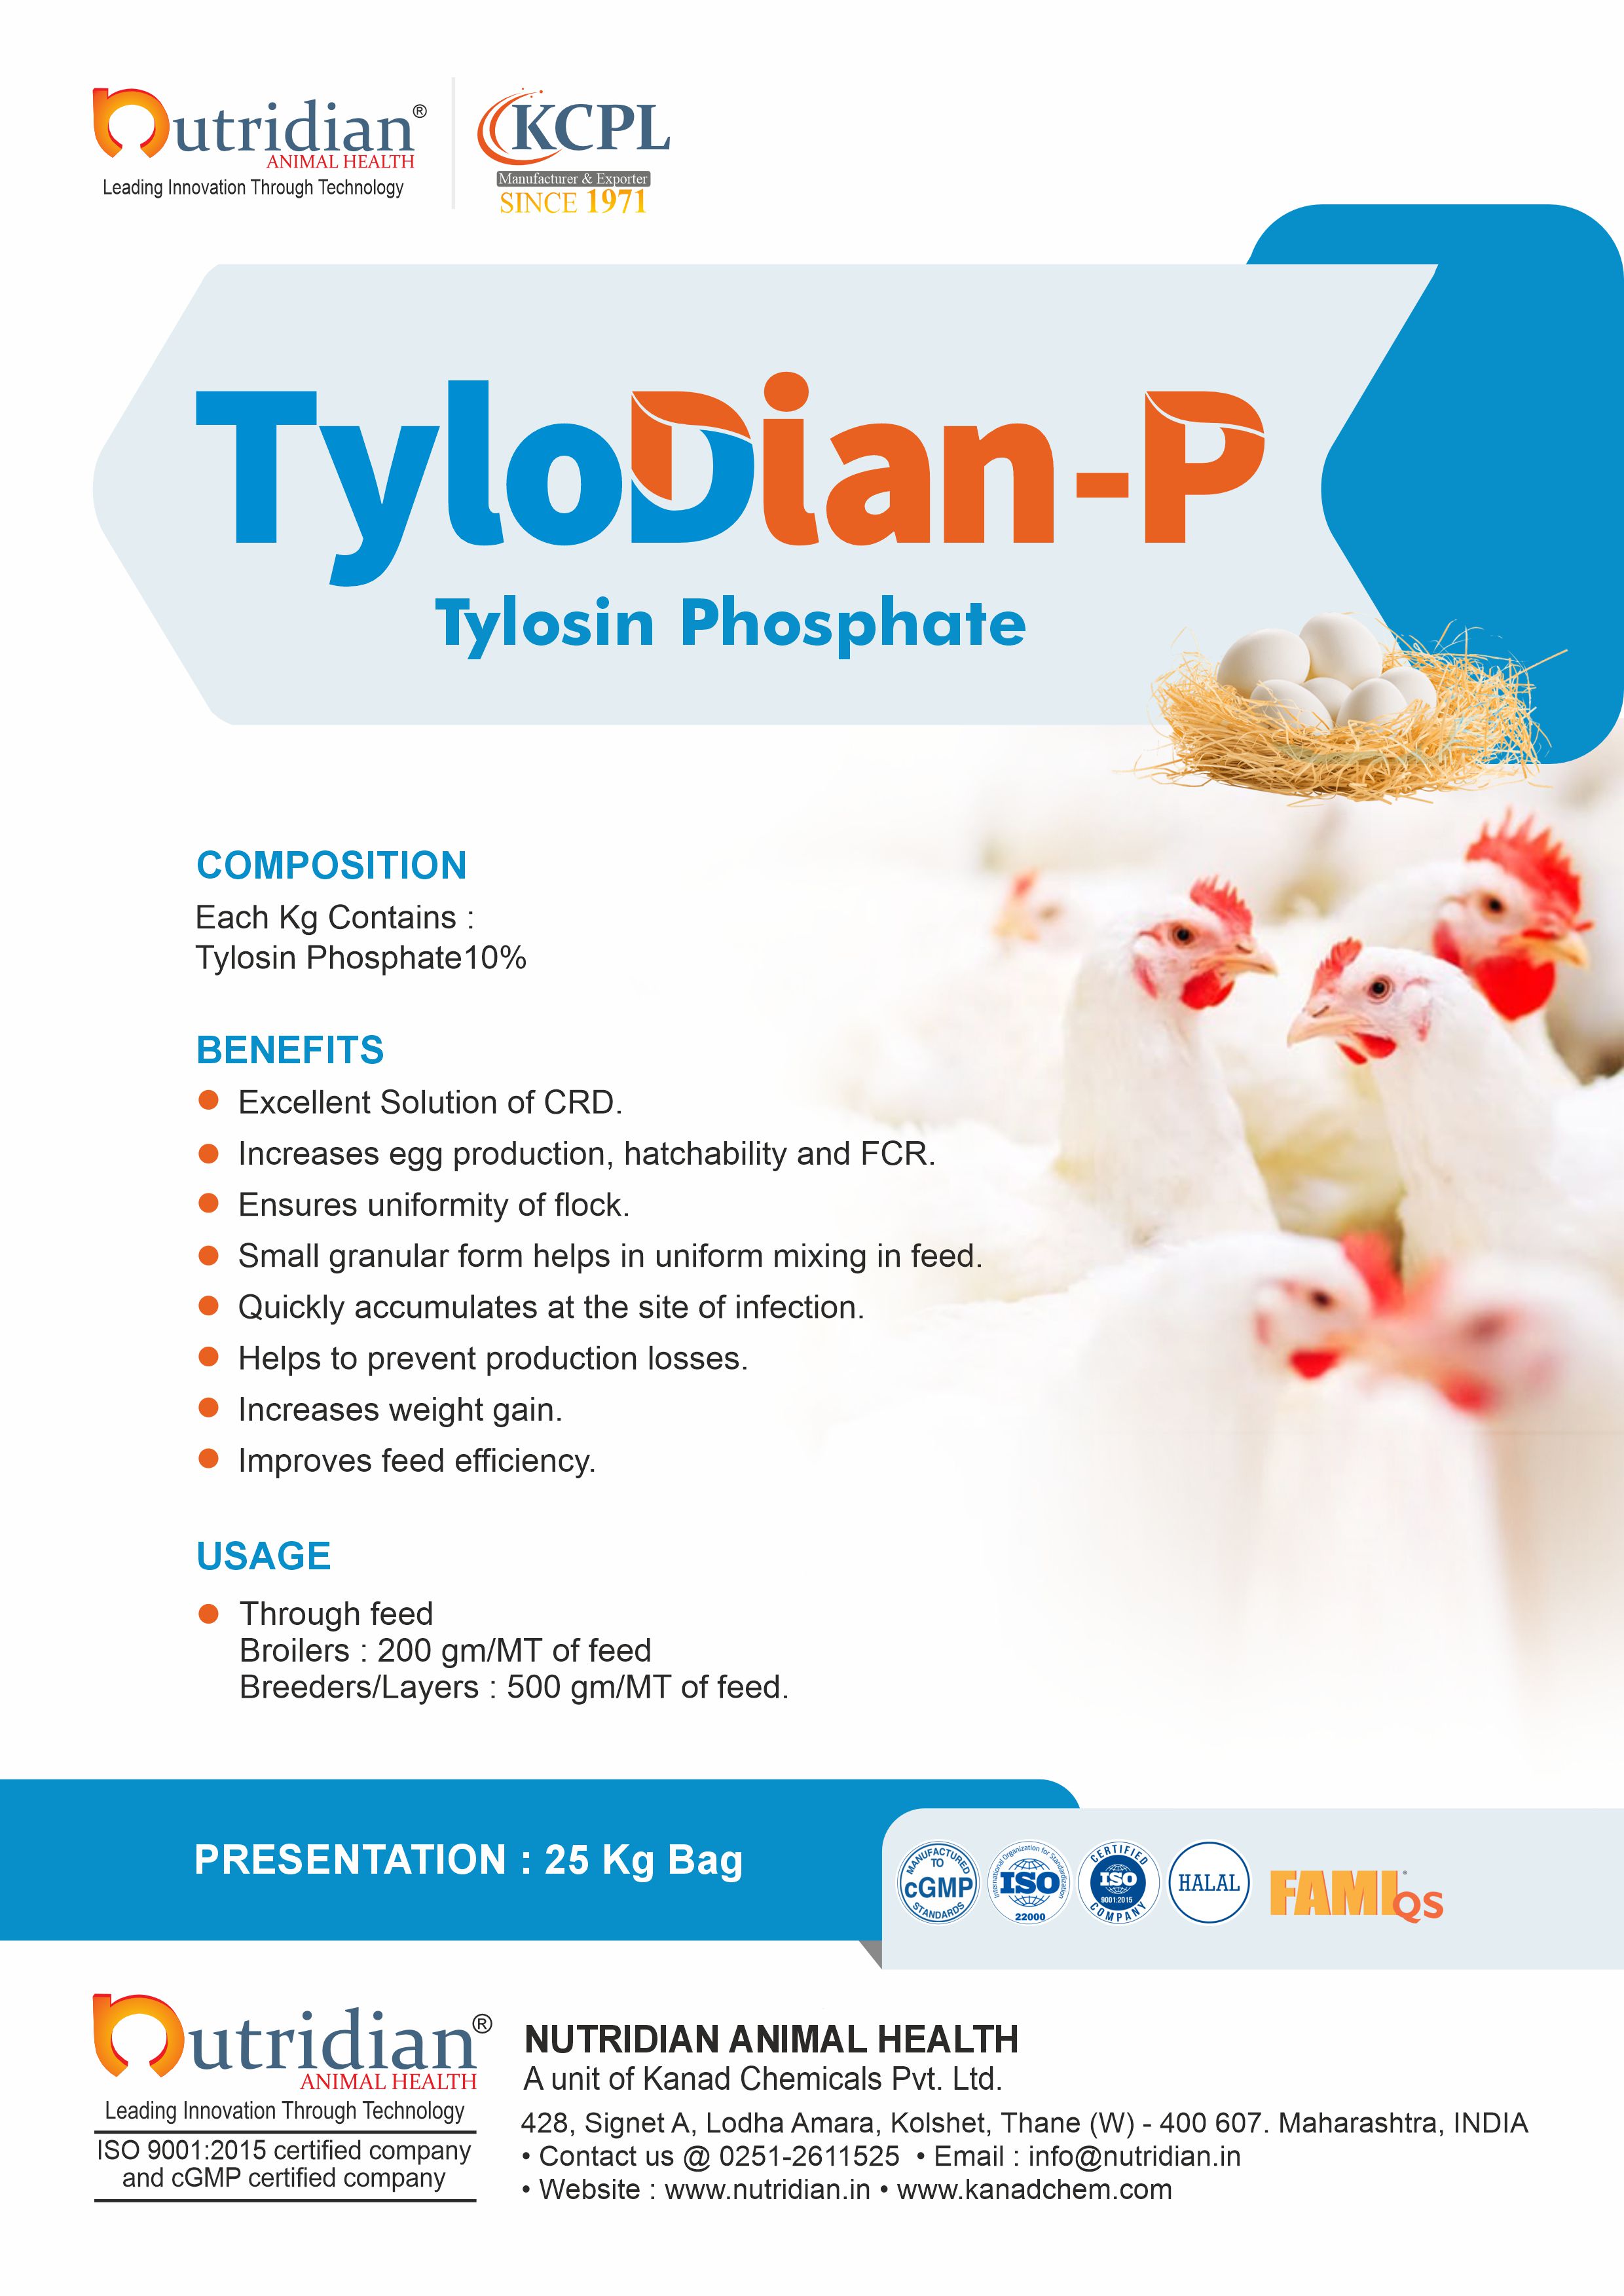 nutridian®
ANIMAL HEALTH
Leading Innovation Through Technology
KCPL
Manufacturer & Exporter
SINCE 1971
TyloDian-P
Tylosin Phosphate
COMPOSITION
Each Kg Contains :
Tylosin Phosphate10%
BENEFITS
Excellent Solution of CRD.
Increases egg production, hatchability and FCR.
Ensures uniformity of flock.
Small granular form helps in uniform mixing in feed.
Quickly accumulates at the site of infection.
Helps to prevent production losses.
Increases weight gain.
Improves feed efficiency.
USAGE
Through feed
Broilers : 200 gm/MT of feed
Breeders/Layers : 500 gm/MT of feed.
PRESENTATION : 25 Kg Bag
MANUFACTURED
TO
cGMP
STANDARDS
International Organization for Standardization
ISO
22000
CERTIFIED
ISO
9001:2015
COMPANY
HALAL
FAMI QS
nutridian®
ANIMAL HEALTH
Leading Innovation Through Technology
ISO 9001:2015 certified company
and cGMP certified company
NUTRIDIAN ANIMAL HEALTH
A unit of Kanad Chemicals Pvt. Ltd.
428, Signet A, Lodha Amara, Kolshet, Thane (W) - 400 607. Maharashtra, INDIA
• Contact us @ 0251-2611525 • Email : info@nutridian.in
• Website : www.nutridian.in • www.kanadchem.com